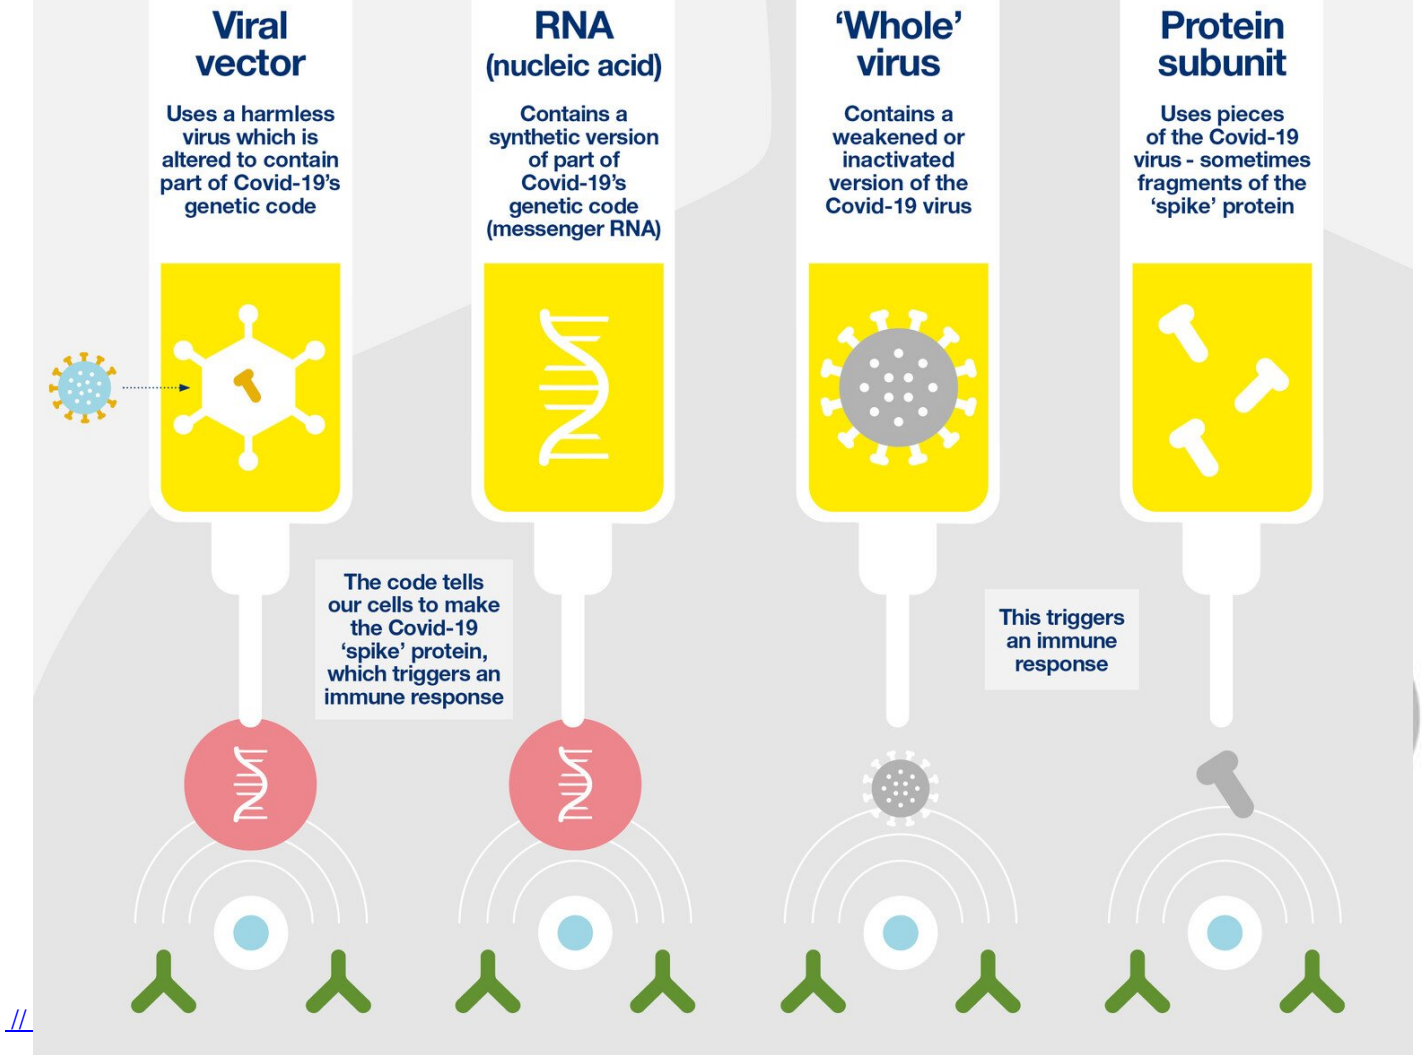 Viral
vector
Uses a harmless
virus which is
altered to contain
part of Covid-19’s
genetic code
RNA
(nucleic acid)
Contains a
synthetic version
of part of
Covid-19’s
genetic code
(messenger RNA)
‘Whole’
virus
Contains a
weakened or
inactivated
version of the
Covid-19 virus
Protein
subunit
Uses pieces
of the Covid-19
virus - sometimes
fragments of the
‘spike’ protein
The code tells
our cells to make
the Covid-19
‘spike’ protein,
which triggers an
immune response
This triggers
an immune
response
//